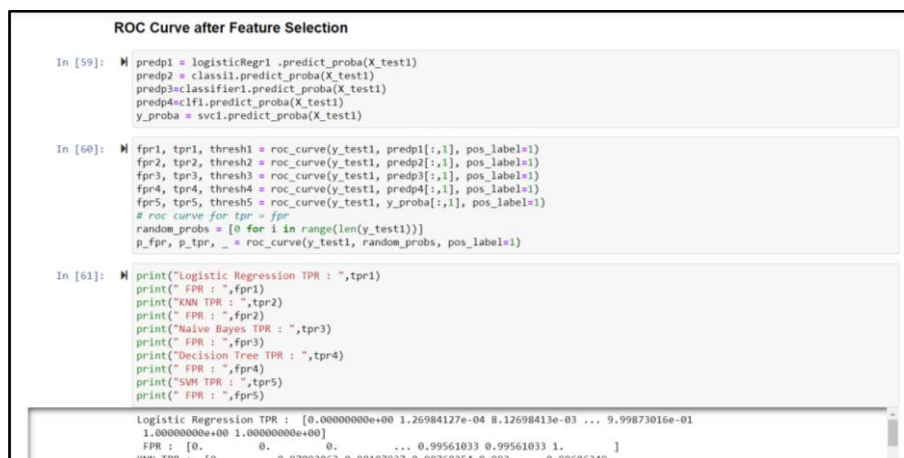 ROC Curve after Feature Selection
In [59]:
predp1 = logisticRegr1 .predict_proba(X_test1)
predp2 = classi1.predict_proba(X_test1)
predp3=classifier1.predict_proba(X_test1)
predp4=clf1.predict_proba(X_test1)
y_proba = svc1.predict_proba(X_test1)
In [60]:
fpr1, tpr1, thresh1 = roc_curve(y_test1, predp1[:,1], pos_label=1)
fpr2, tpr2, thresh2 = roc_curve(y_test1, predp2[:,1], pos_label=1)
fpr3, tpr3, thresh3 = roc_curve(y_test1, predp3[:,1], pos_label=1)
fpr4, tpr4, thresh4 = roc_curve(y_test1, predp4[:,1], pos_label=1)
fpr5, tpr5, thresh5 = roc_curve(y_test1, y_proba[:,1], pos_label=1)
# roc curve for tpr = fpr
random_probs = [0 for i in range(len(y_test1))]
p_fpr, p_tpr, _ = roc_curve(y_test1, random_probs, pos_label=1)
In [61]:
print("Logistic Regression TPR : ",tpr1)
print(" FPR : ",fpr1)
print("KNN TPR : ",tpr2)
print(" FPR : ",fpr2)
print("Naive Bayes TPR : ",tpr3)
print(" FPR : ",fpr3)
print("Decision Tree TPR : ",tpr4)
print(" FPR : ",fpr4)
print("SVM TPR : ",tpr5)
print(" FPR : ",fpr5)
Logistic Regression TPR : [0.00000000e+00 1.26984127e-04 8.12698413e-03 ... 9.99873016e-01
1.00000000e+00 1.00000000e+00]
FPR : [0. 0. 0. ... 0.99561033 0.99561033 1. ]